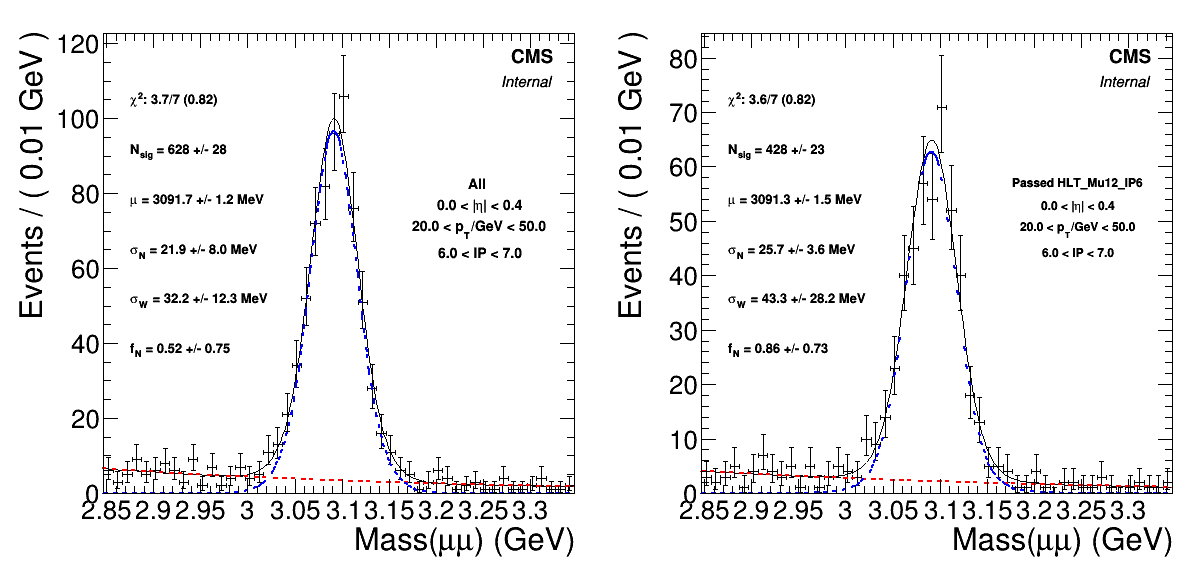 Events / ( 0.01 GeV )
120
100
80
60
40
20
0
CMS
Internal
χ²: 3.7/7 (0.82)
N_sig = 628 +/- 28
μ = 3091.7 +/- 1.2 MeV
σ_N = 21.9 +/- 8.0 MeV
σ_W = 32.2 +/- 12.3 MeV
f_N = 0.52 +/- 0.75
All
0.0 < |η| < 0.4
20.0 < p_T/GeV < 50.0
6.0 < IP < 7.0
2.85 2.9 2.95 3 3.05 3.1 3.15 3.2 3.25 3.3
Mass(μμ) (GeV)
Events / ( 0.01 GeV )
80
70
60
50
40
30
20
10
0
CMS
Internal
χ²: 3.6/7 (0.82)
N_sig = 428 +/- 23
μ = 3091.3 +/- 1.5 MeV
σ_N = 25.7 +/- 3.6 MeV
σ_W = 43.3 +/- 28.2 MeV
f_N = 0.86 +/- 0.73
Passed HLT_Mu12_IP6
0.0 < |η| < 0.4
20.0 < p_T/GeV < 50.0
6.0 < IP < 7.0
2.85 2.9 2.95 3 3.05 3.1 3.15 3.2 3.25 3.3
Mass(μμ) (GeV)